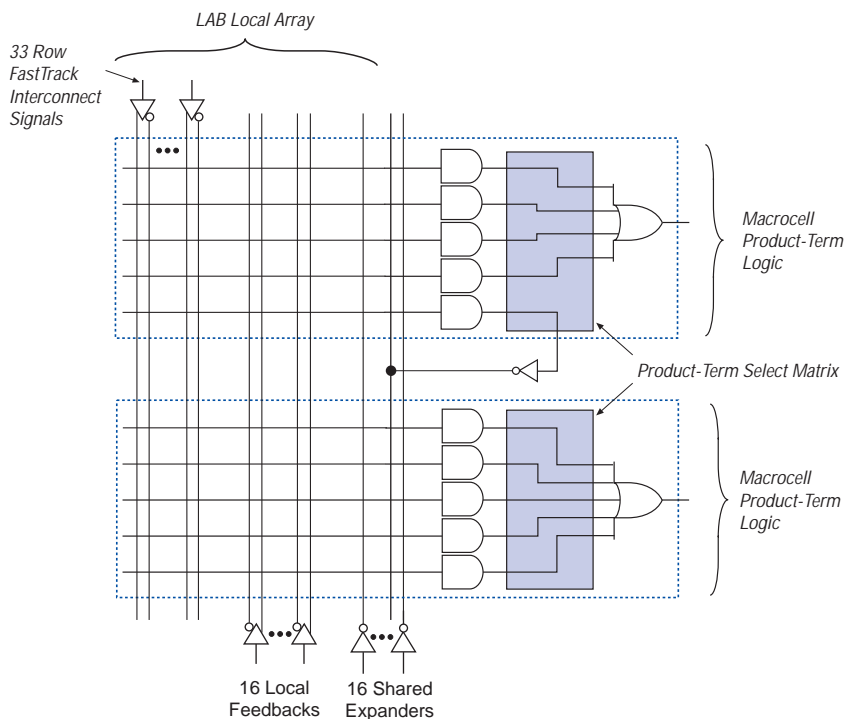 LAB Local Array
33 Row
FastTrack
Interconnect
Signals
Macrocell
Product-Term
Logic
Product-Term Select Matrix
Macrocell
Product-Term
Logic
16 Local
Feedbacks
16 Shared
Expanders